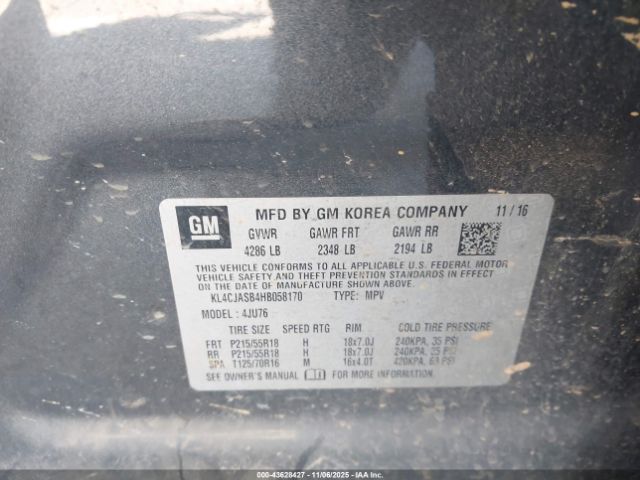 GM
MFD BY GM KOREA COMPANY 11 / 16
GVWR GAWR FRT GAWR RR
4286 LB 2348 LB 2194 LB
THIS VEHICLE CONFORMS TO ALL APPLICABLE U.S. FEDERAL MOTOR
VEHICLE SAFETY AND THEFT PREVENTION STANDARDS IN EFFECT
ON THE DATE OF MANUFACTURE SHOWN ABOVE.
KL4CJASB4HB058170 TYPE: MPV
MODEL : 4JU76
TIRE SIZE SPEED RTG RIM COLD TIRE PRESSURE
FRT P215/55R18 H 18x7.0J 240KPA, 35 PSI
RR P215/55R18 H 18x7.0J 240KPA, 35 PSI
SPA T125/70R16 M 16x4.0T 420KPA, 60 PSI
SEE OWNER'S MANUAL FOR MORE INFORMATION.
000-43628427 - 11/06/2025 - IAA, Inc.